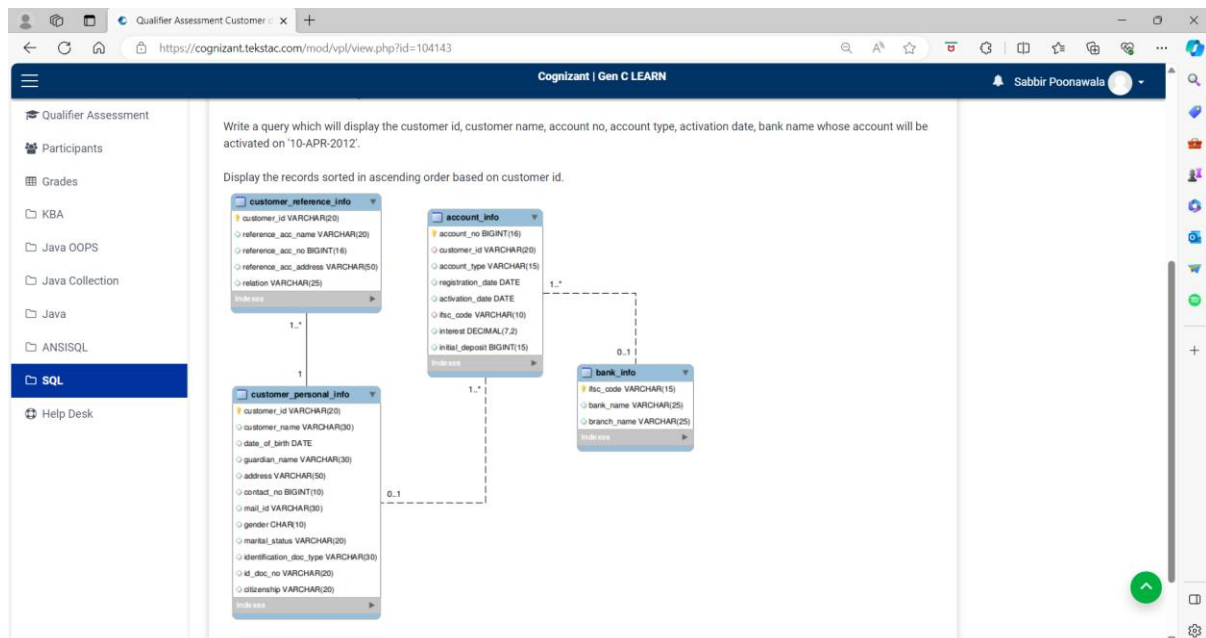 Qualifier Assessment Customer d
https://cognizant.tekstac.com/mod/vpl/view.php?id=104143
Cognizant | Gen C LEARN
Sabbir Poonawala
Qualifier Assessment
Participants
Grades
KBA
Java OOPS
Java Collection
Java
ANSISQL
SQL
Help Desk
Write a query which will display the customer id, customer name, account no, account type, activation date, bank name whose account will be
activated on '10-APR-2012'.
Display the records sorted in ascending order based on customer id.
customer_reference_info
customer_id VARCHAR(20)
reference_acc_name VARCHAR(20)
reference_acc_no BIGINT(16)
reference_acc_address VARCHAR(50)
relation VARCHAR(25)
Indexes
1..*
1
account_info
account_no BIGINT(16)
customer_id VARCHAR(20)
account_type VARCHAR(15)
registration_date DATE
activation_date DATE
ifsc_code VARCHAR(10)
interest DECIMAL(7,2)
initial_deposit BIGINT(15)
Indexes
1..*
0..1
1..*
bank_info
ifsc_code VARCHAR(15)
bank_name VARCHAR(25)
branch_name VARCHAR(25)
Indexes
customer_personal_info
customer_id VARCHAR(20)
customer_name VARCHAR(30)
date_of_birth DATE
guardian_name VARCHAR(30)
address VARCHAR(50)
contact_no BIGINT(10)
mail_id VARCHAR(30)
gender CHAR(10)
marital_status VARCHAR(20)
identification_doc_type VARCHAR(30)
id_doc_no VARCHAR(20)
citizenship VARCHAR(20)
Indexes
0..1